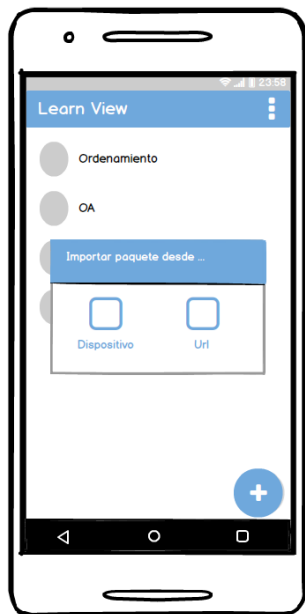 23:58
Learn View
Ordenamiento
OA
Importar paquete desde ...
Dispositivo
Url